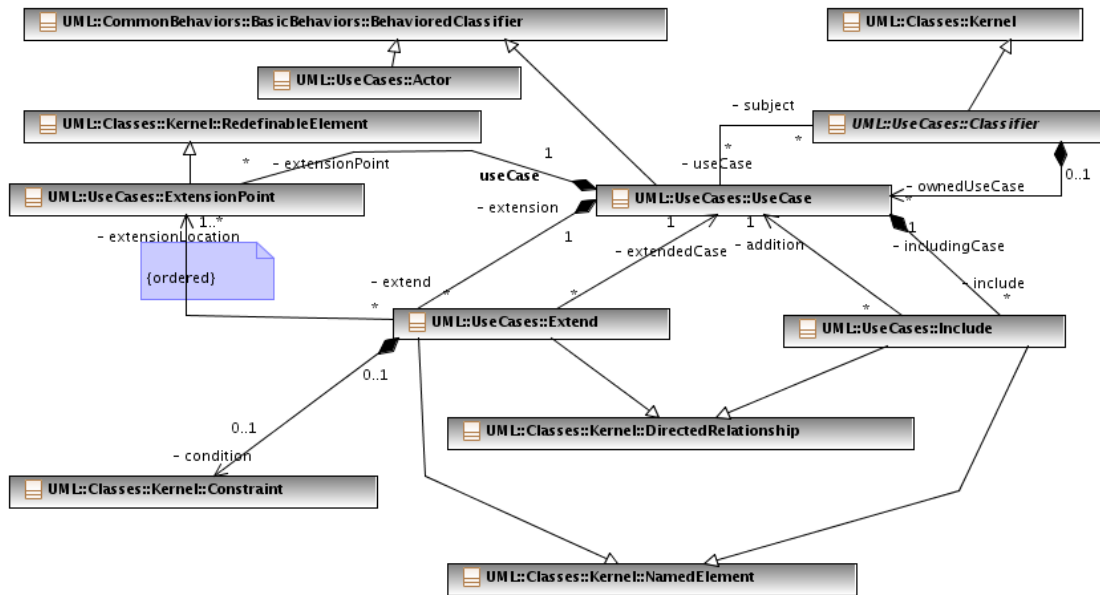 UML::CommonBehaviors::BasicBehaviors::BehavioredClassifier
UML::Classes::Kernel
UML::UseCases::Actor
- subject
UML::Classes::Kernel::RedefinableElement
UML::UseCases::Classifier
*
*
*
- extensionPoint
1
- useCase
0..1
useCase
UML::UseCases::ExtensionPoint
- ownedUseCase
UML::UseCases::UseCase
*
- extension
1..*
1
1
1
- extensionLocation
1
- extendedCase
- addition
- includingCase
{ordered}
- extend
- include
*
*
*
*
*
UML::UseCases::Extend
UML::UseCases::Include
0..1
0..1
UML::Classes::Kernel::DirectedRelationship
- condition
UML::Classes::Kernel::Constraint
UML::Classes::Kernel::NamedElement